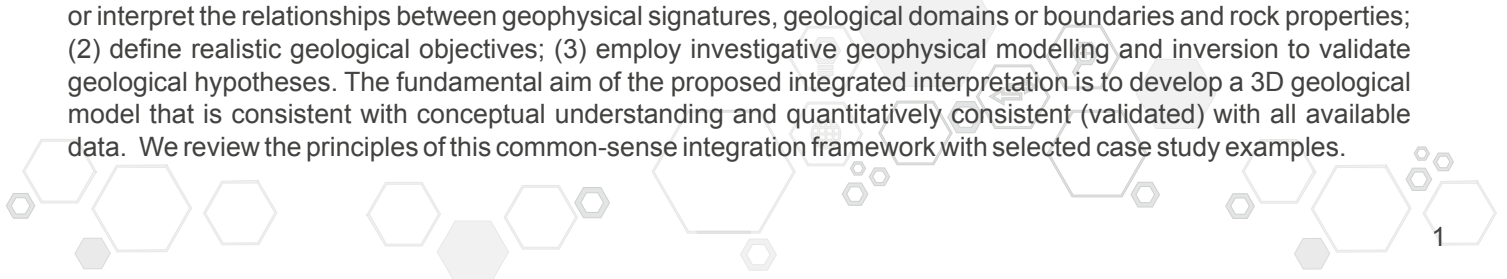 or interpret the relationships between geophysical signatures, geological domains or boundaries and rock properties;
(2) define realistic geological objectives; (3) employ investigative geophysical modelling and inversion to validate
geological hypotheses. The fundamental aim of the proposed integrated interpretation is to develop a 3D geological
model that is consistent with conceptual understanding and quantitatively consistent (validated) with all available
data. We review the principles of this common-sense integration framework with selected case study examples.
1